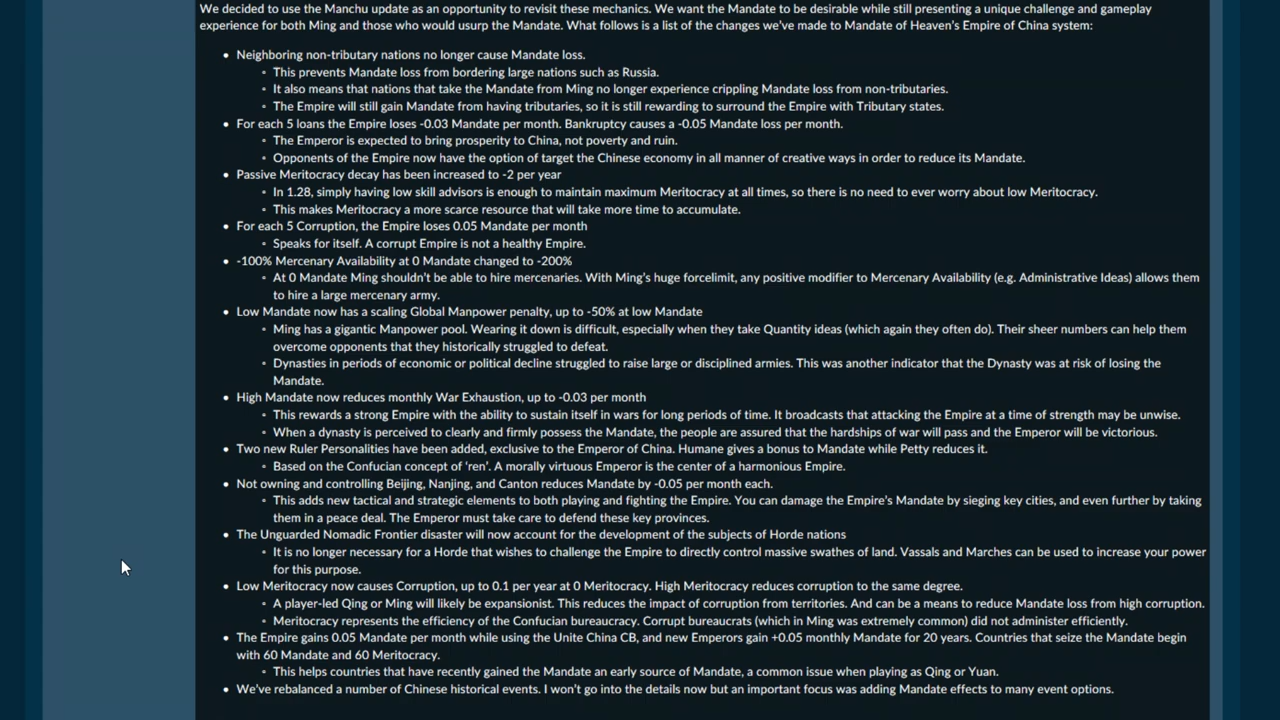 We decided to use the Manchu update as an opportunity to revisit these mechanics. We want the Mandate to be desirable while still presenting a unique challenge and gameplay
experience for both Ming and those who would usurp the Mandate. What follows is a list of the changes we've made to Mandate of Heaven's Empire of China system:
• Neighboring non-tributary nations no longer cause Mandate loss.
▪ This prevents Mandate loss from bordering large nations such as Russia.
▪ It also means that nations that take the Mandate from Ming no longer experience crippling Mandate loss from non-tributaries.
▪ The Empire will still gain Mandate from having tributaries, so it is still rewarding to surround the Empire with Tributary states.
• For each 5 loans the Empire loses -0.03 Mandate per month. Bankruptcy causes a -0.05 Mandate loss per month.
▪ The Emperor is expected to bring prosperity to China, not poverty and ruin.
▪ Opponents of the Empire now have the option of target the Chinese economy in all manner of creative ways in order to reduce its Mandate.
• Passive Meritocracy decay has been increased to -2 per year
▪ In 1.28, simply having low skill advisors is enough to maintain maximum Meritocracy at all times, so there is no need to ever worry about low Meritocracy.
▪ This makes Meritocracy a more scarce resource that will take more time to accumulate.
• For each 5 Corruption, the Empire loses 0.05 Mandate per month
▪ Speaks for itself. A corrupt Empire is not a healthy Empire.
• -100% Mercenary Availability at 0 Mandate changed to -200%
▪ At 0 Mandate Ming shouldn't be able to hire mercenaries. With Ming's huge forcelimit, any positive modifier to Mercenary Availability (e.g. Administrative Ideas) allows them
to hire a large mercenary army.
• Low Mandate now has a scaling Global Manpower penalty, up to -50% at low Mandate
▪ Ming has a gigantic Manpower pool. Wearing it down is difficult, especially when they take Quantity ideas (which again they often do). Their sheer numbers can help them
overcome opponents that they historically struggled to defeat.
▪ Dynasties in periods of economic or political decline struggled to raise large or disciplined armies. This was another indicator that the Dynasty was at risk of losing the
Mandate.
• High Mandate now reduces monthly War Exhaustion, up to -0.03 per month
▪ This rewards a strong Empire with the ability to sustain itself in wars for long periods of time. It broadcasts that attacking the Empire at a time of strength may be unwise.
▪ When a dynasty is perceived to clearly and firmly possess the Mandate, the people are assured that the hardships of war will pass and the Emperor will be victorious.
• Two new Ruler Personalities have been added, exclusive to the Emperor of China. Humane gives a bonus to Mandate while Petty reduces it.
▪ Based on the Confucian concept of 'ren'. A morally virtuous Emperor is the center of a harmonious Empire.
• Not owning and controlling Beijing, Nanjing, and Canton reduces Mandate by -0.05 per month each.
▪ This adds new tactical and strategic elements to both playing and fighting the Empire. You can damage the Empire's Mandate by sieging key cities, and even further by taking
them in a peace deal. The Emperor must take care to defend these key provinces.
• The Unguarded Nomadic Frontier disaster will now account for the development of the subjects of Horde nations
▪ It is no longer necessary for a Horde that wishes to challenge the Empire to directly control massive swathes of land. Vassals and Marches can be used to increase your power
for this purpose.
• Low Meritocracy now causes Corruption, up to 0.1 per year at 0 Meritocracy. High Meritocracy reduces corruption to the same degree.
▪ A player-led Qing or Ming will likely be expansionist. This reduces the impact of corruption from territories. And can be a means to reduce Mandate loss from high corruption.
▪ Meritocracy represents the efficiency of the Confucian bureaucracy. Corrupt bureaucrats (which in Ming was extremely common) did not administer efficiently.
• The Empire gains 0.05 Mandate per month while using the Unite China CB, and new Emperors gain +0.05 monthly Mandate for 20 years. Countries that seize the Mandate begin
with 60 Mandate and 60 Meritocracy.
▪ This helps countries that have recently gained the Mandate an early source of Mandate, a common issue when playing as Qing or Yuan.
• We've rebalanced a number of Chinese historical events. I won't go into the details now but an important focus was adding Mandate effects to many event options.